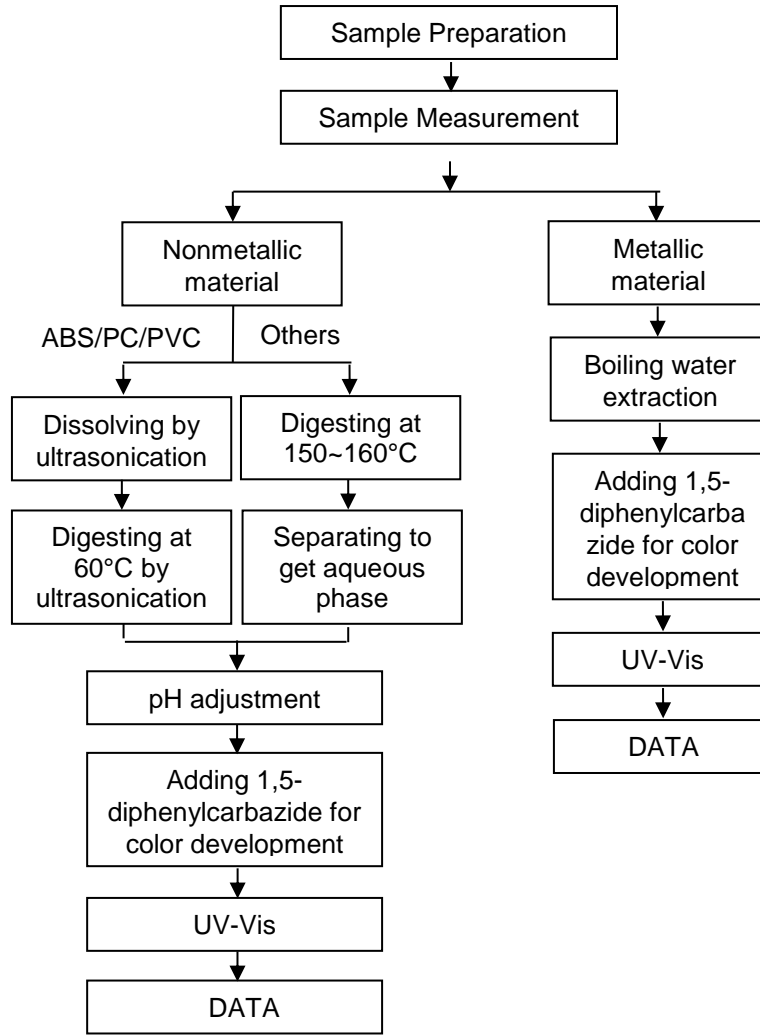 Sample Preparation
Sample Measurement
Nonmetallic
material
ABS/PC/PVC
Others
Dissolving by
ultrasonication
Digesting at
150~160°C
Digesting at
60°C by
ultrasonication
Separating to
get aqueous
phase
pH adjustment
Adding 1,5-
diphenylcarbazide for
color development
UV-Vis
DATA
Metallic
material
Boiling water
extraction
Adding 1,5-
diphenylcarba
zide for color
development
UV-Vis
DATA